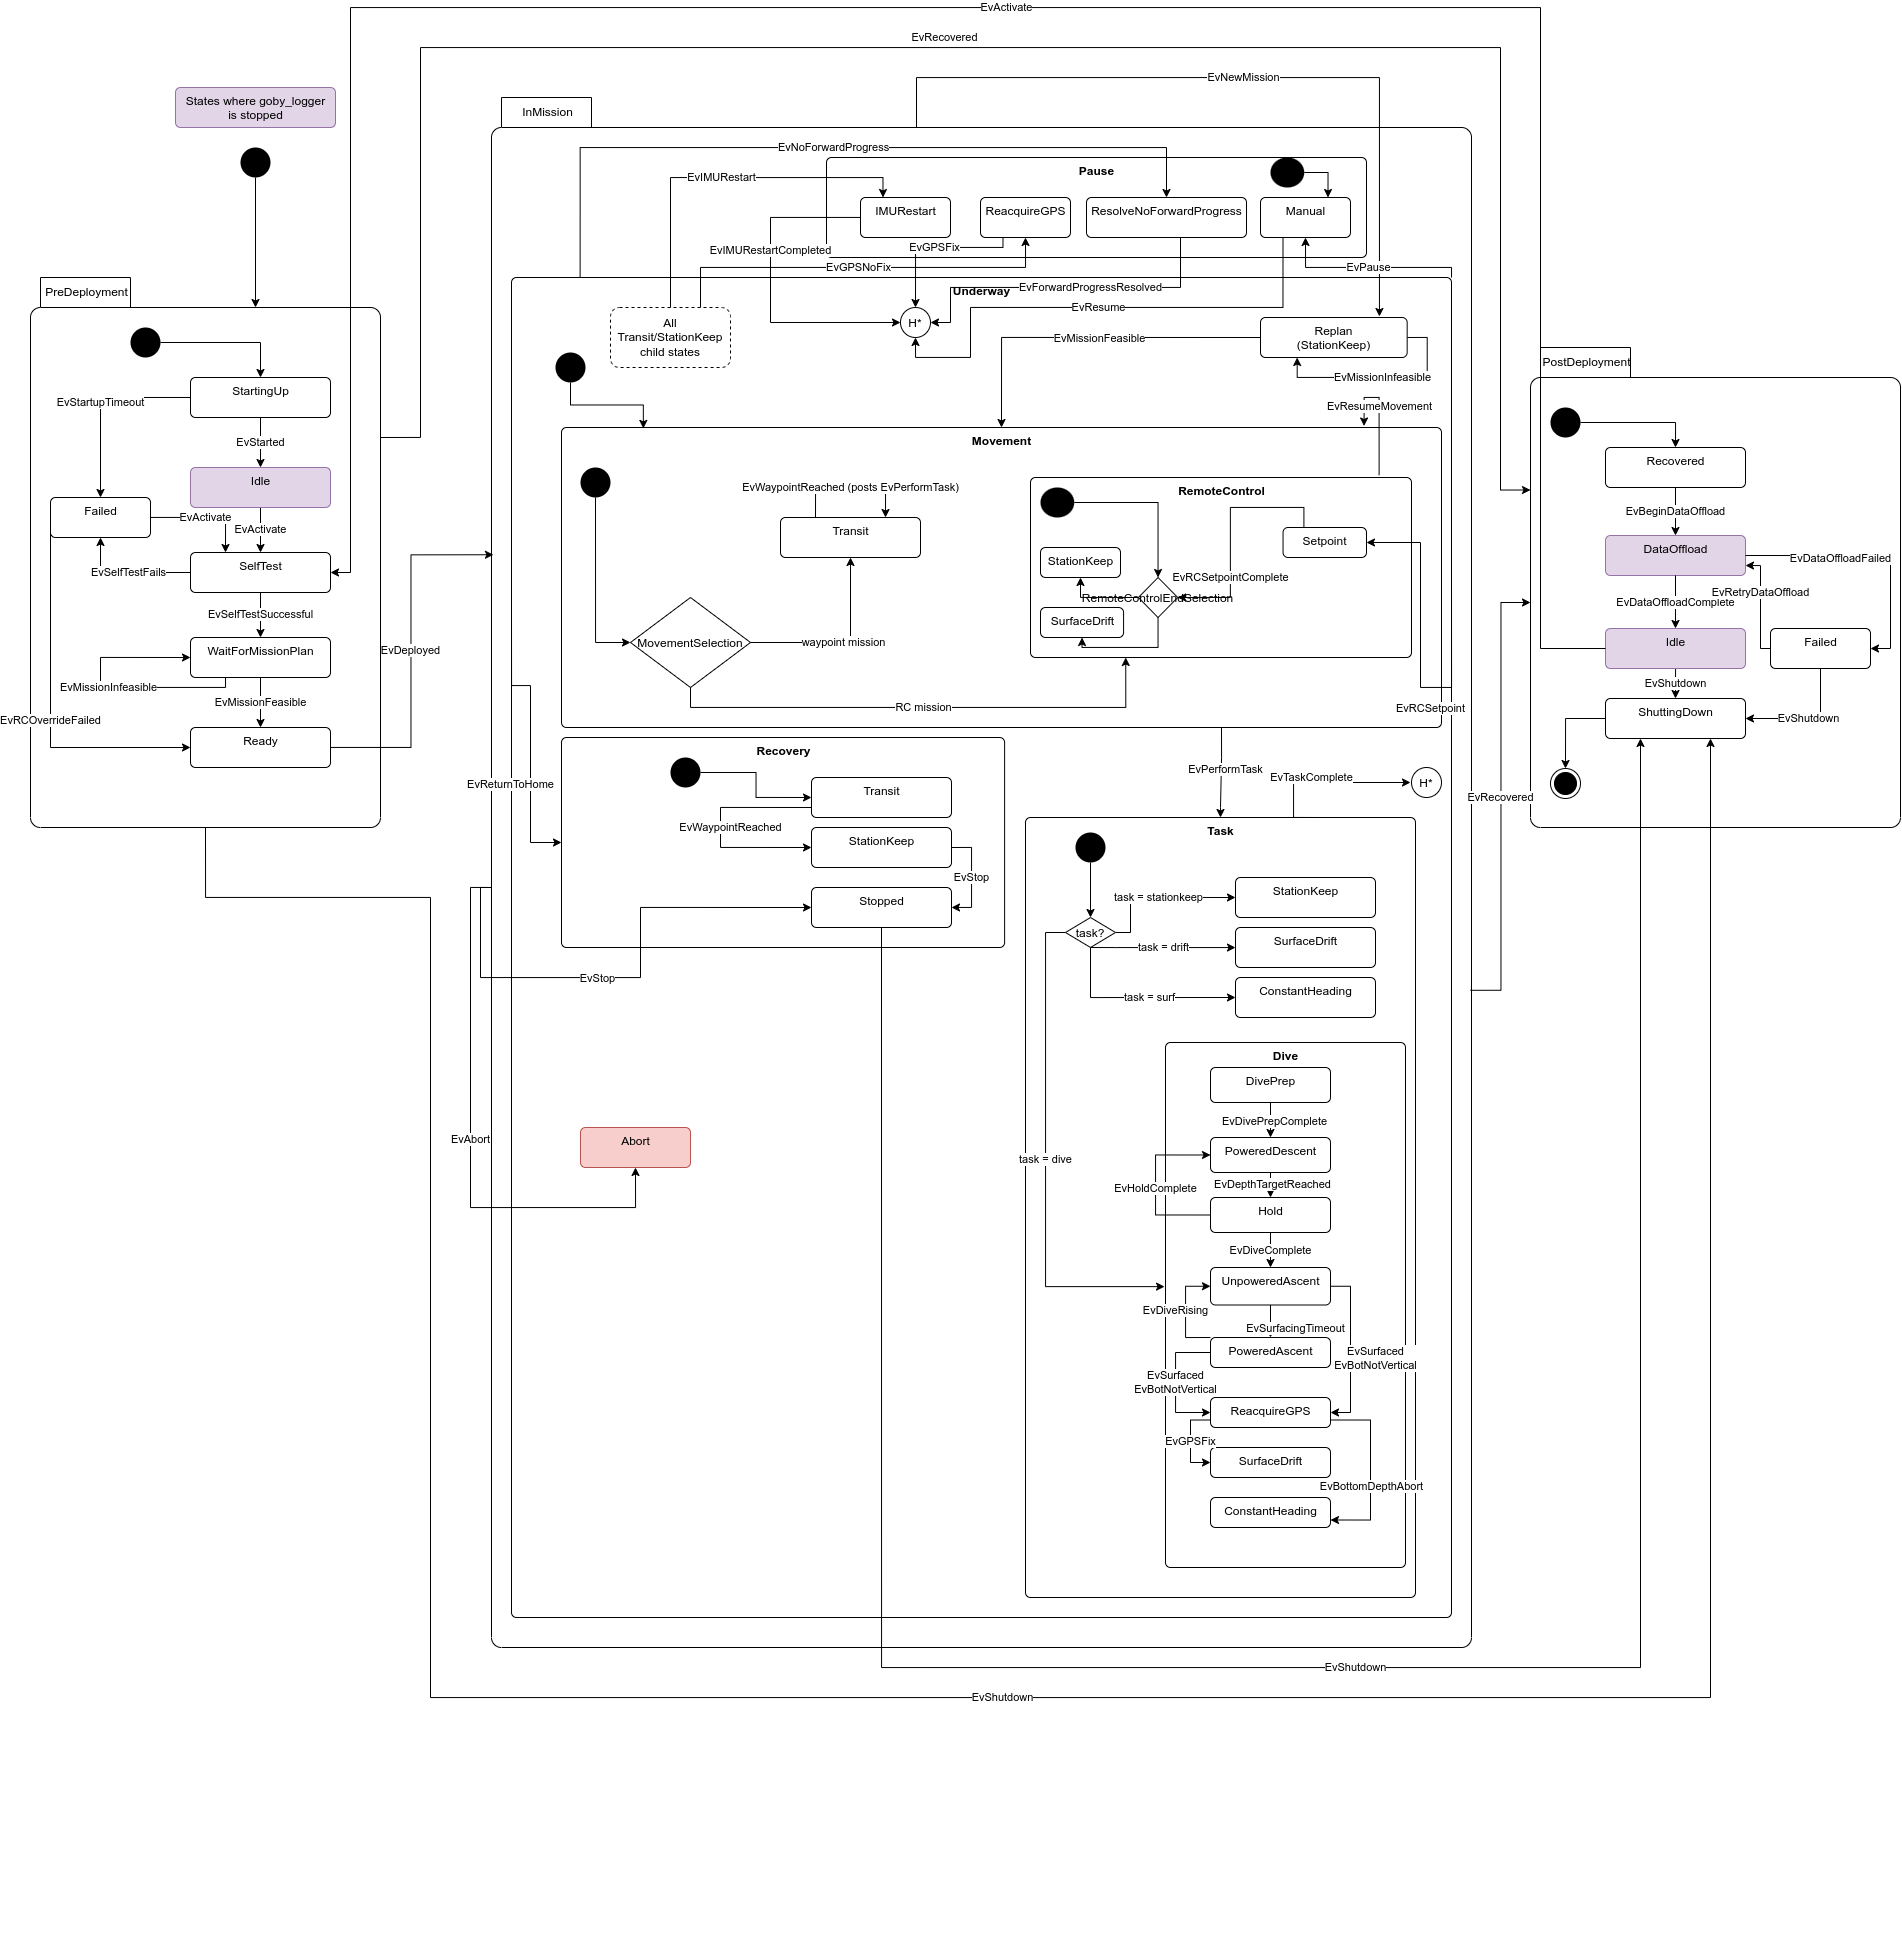 EvActivate
EvRecovered
EvNewMission
States where goby_logger
is stopped
InMission
EvNoForwardProgress
Pause
EvIMURestart
IMURestart
ReacquireGPS
ResolveNoForwardProgress
Manual
EvIMURestartCompleted
EvGPSFix
EvGPSNoFix
EvPause
PreDeployment
Underway
EvForwardProgressResolved
EvResume
All
Transit/StationKeep
child states
H*
Replan
(StationKeep)
EvMissionFeasible
EvMissionInfeasible
EvResumeMovement
PostDeployment
StartingUp
EvStartupTimeout
EvStarted
Idle
Failed
EvActivate
EvActivate
SelfTest
EvSelfTestFails
EvSelfTestSuccessful
WaitForMissionPlan
EvMissionInfeasible
EvMissionFeasible
EvRCOverrideFailed
Ready
EvDeployed
Movement
EvWaypointReached (posts EvPerformTask)
Transit
MovementSelection
waypoint mission
RC mission
RemoteControl
Setpoint
StationKeep
EvRCSetpointComplete
RemoteControlEndSelection
SurfaceDrift
EvRCSetpoint
Recovered
EvBeginDataOffload
DataOffload
EvDataOffloadFailed
EvRetryDataOffload
EvDataOffloadComplete
Idle
Failed
EvShutdown
ShuttingDown
EvShutdown
Recovery
EvReturnToHome
Transit
EvWaypointReached
StationKeep
EvStop
Stopped
EvStop
EvPerformTask
EvTaskComplete
H*
EvRecovered
Task
task = stationkeep
StationKeep
task?
task = drift
SurfaceDrift
task = surf
ConstantHeading
EvAbort
Abort
task = dive
Dive
DivePrep
EvDivePrepComplete
PoweredDescent
EvHoldComplete
EvDepthTargetReached
Hold
EvDiveComplete
UnpoweredAscent
EvDiveRising
EvSurfacingTimeout
PoweredAscent
EvSurfaced
EvBotNotVertical
EvSurfaced
EvBotNotVertical
ReacquireGPS
EvGPSFix
SurfaceDrift
EvBottomDepthAbort
ConstantHeading
EvShutdown
EvShutdown